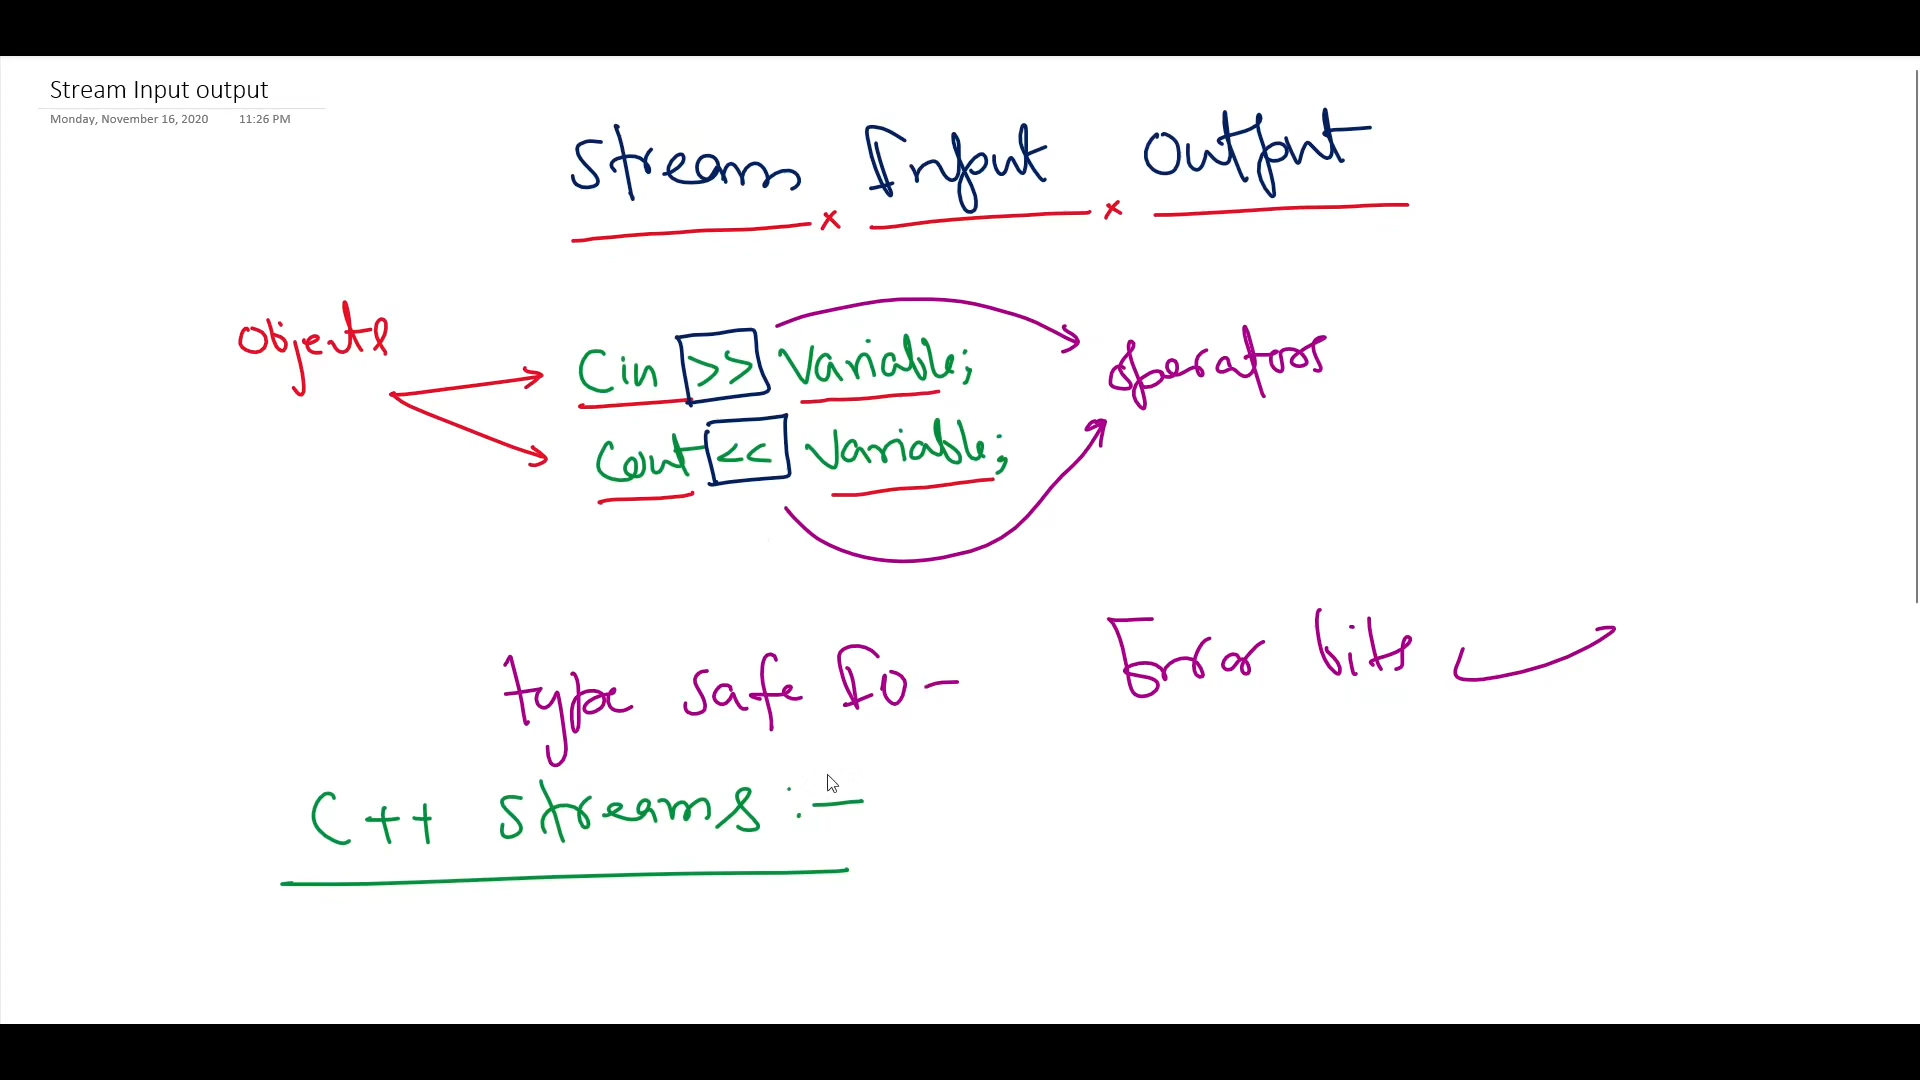 Stream Input output
Monday, November 16, 2020 11:26 PM
Stream Input Output
Objects
Cin >> Variable;
Cout << Variable;
Operators
type safe IO -
Error bits
C++ streams :-